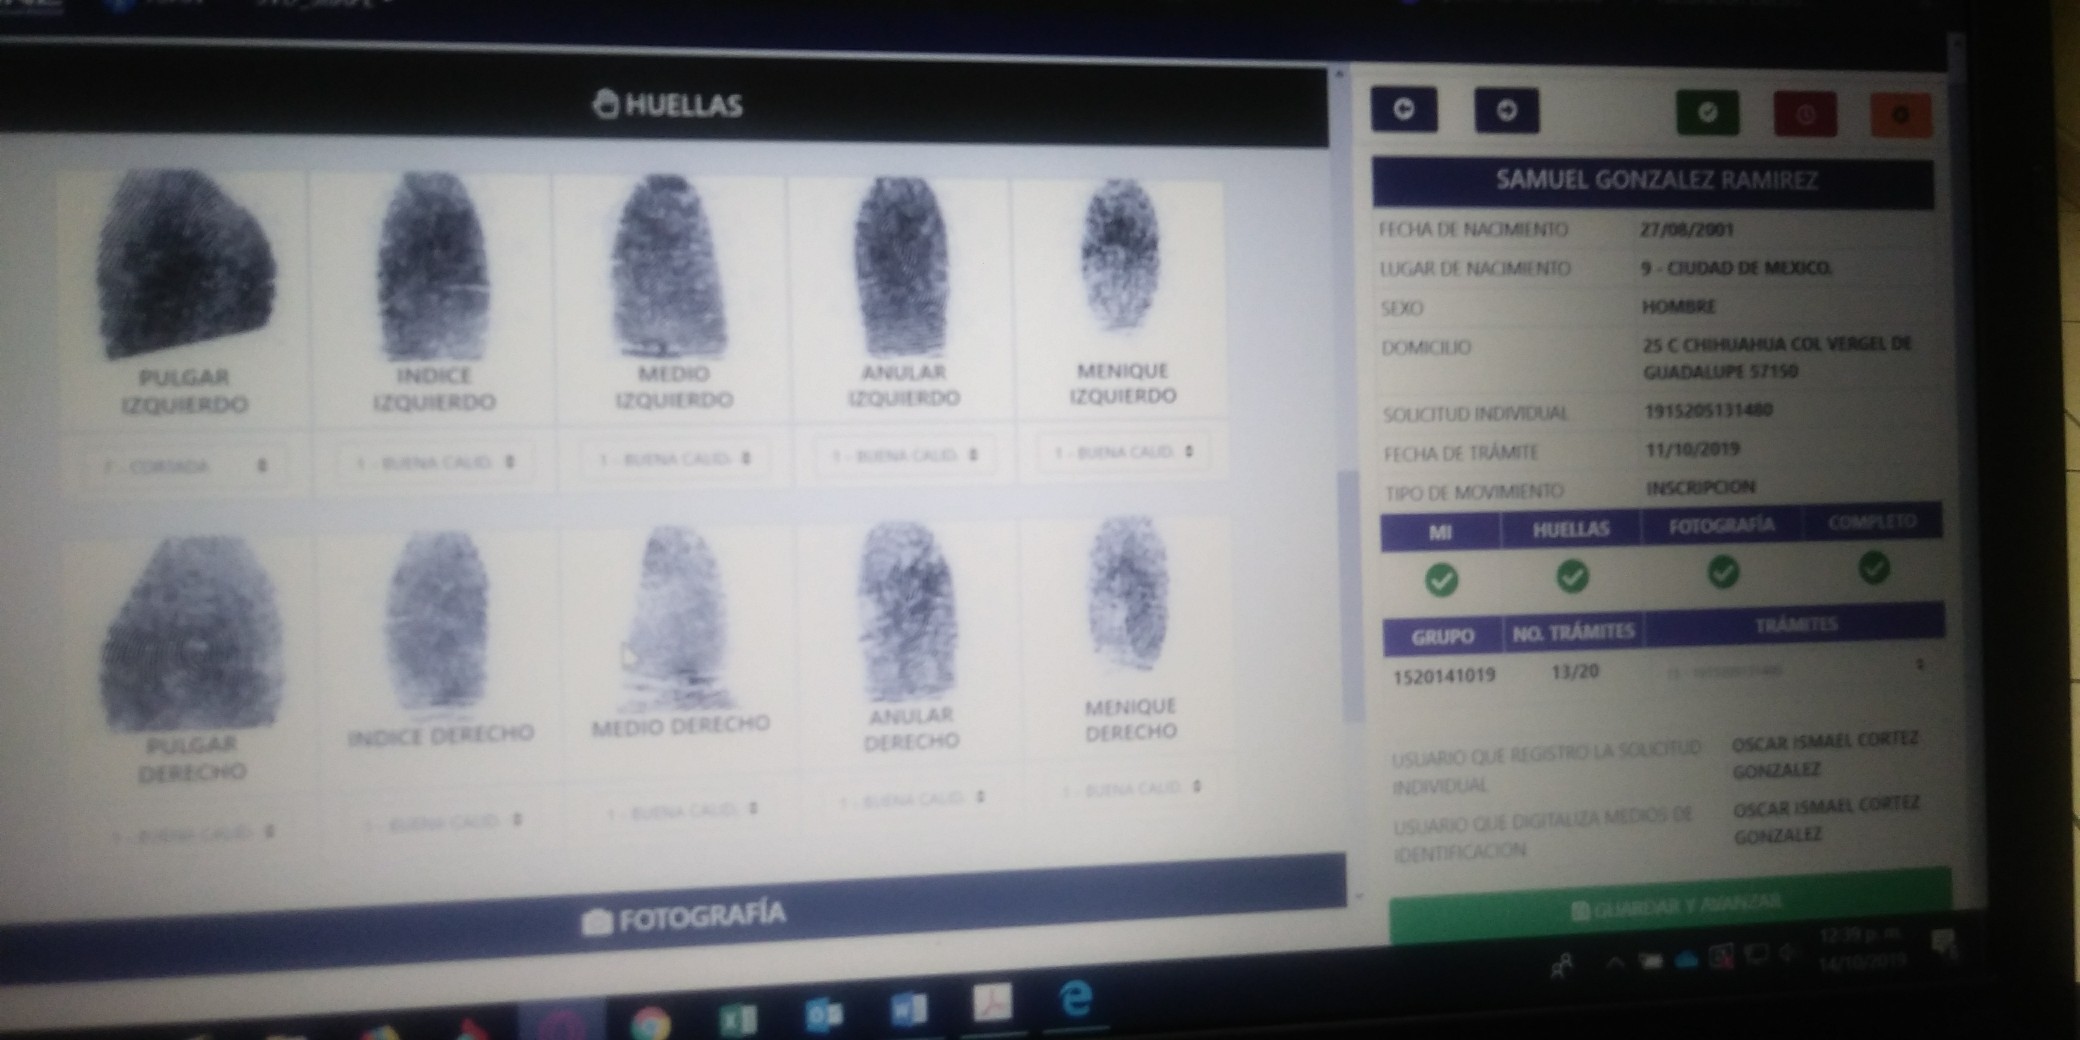 HUELLAS
PULGAR
IZQUIERDO
INDICE
IZQUIERDO
MEDIO
IZQUIERDO
ANULAR
IZQUIERDO
MENIQUE
IZQUIERDO
1 - BUENA CALID.
1 - BUENA CALID.
1 - BUENA CALID.
1 - BUENA CALID.
PULGAR
DERECHO
INDICE DERECHO
MEDIO DERECHO
ANULAR
DERECHO
MENIQUE
DERECHO
1 - BUENA CALID.
1 - BUENA CALID.
1 - BUENA CALID.
1 - BUENA CALID.
1 - BUENA CALID.
FOTOGRAFÍA
SAMUEL GONZALEZ RAMIREZ
FECHA DE NACIMIENTO 27/08/2001
LUGAR DE NACIMIENTO 9 - CIUDAD DE MEXICO.
SEXO HOMBRE
DOMICILIO 25 C CHIHUAHUA COL VERGEL DE
GUADALUPE 57150
SOLICITUD INDIVIDUAL 1915205131480
FECHA DE TRÁMITE 11/10/2019
TIPO DE MOVIMIENTO INSCRIPCION
MI HUELLAS FOTOGRAFÍA COMPLETO
GRUPO NO. TRÁMITES TRÁMITES
1520141019 13/20
USUARIO QUE REGISTRO LA SOLICITUD
INDIVIDUAL
OSCAR ISMAEL CORTEZ
GONZALEZ
USUARIO QUE DIGITALIZA MEDIOS DE
IDENTIFICACION
OSCAR ISMAEL CORTEZ
GONZALEZ
GUARDAR Y AVANZAR
12:39 p. m.
14/10/2019